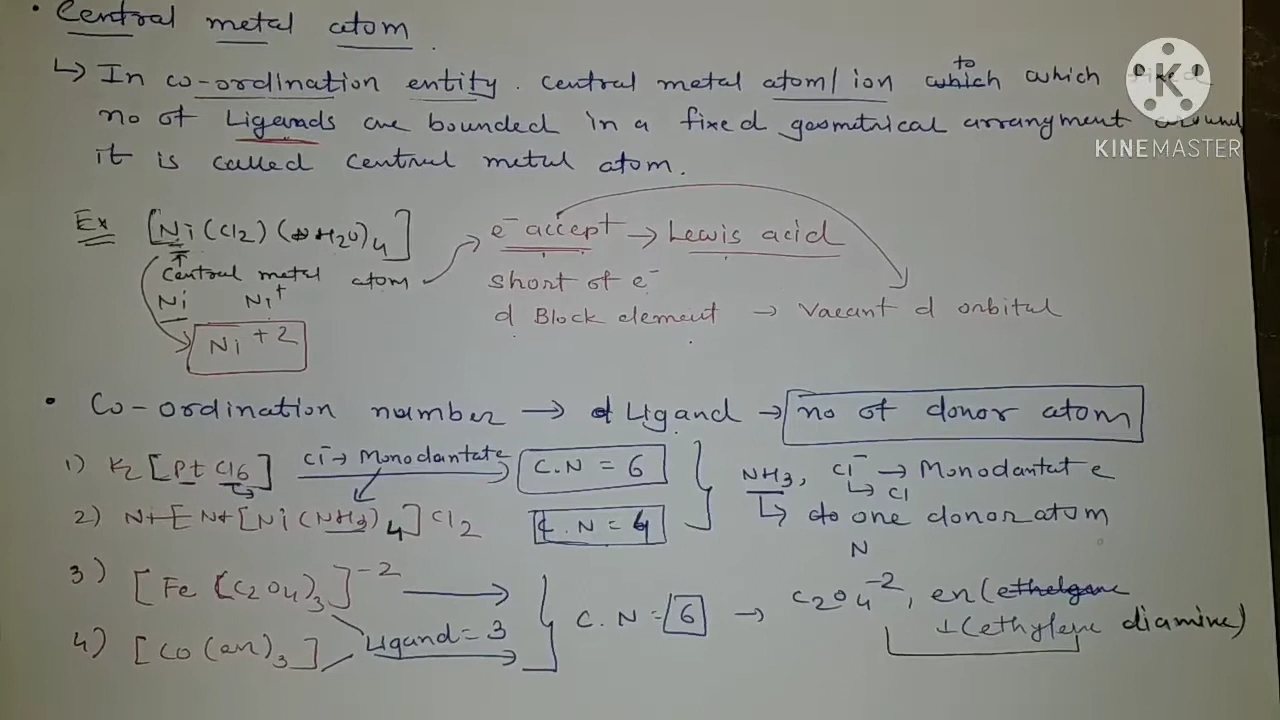 • Central metal atom
↳ In co-ordination entity. central metal atom/ion which to which
no of Ligands are bounded in a fixed geometrical arrangment around
it is called central metal atom.
Ex [Ni(Cl2)(H2O)4] e⁻ accept → Lewis acid
Central metal atom short of e⁻
Ni Ni⁺ d Block element → Vacant d orbital
Ni⁺²
• Co-ordination number → Ligand → no of donor atom
1) K2[PtCl6] Cl⁻→ Monodantate C.N = 6 NH3, Cl⁻ → Monodantate
↳ Cl
2) [Ni(NH3)4]Cl2 C.N = 4 ↳ one donor atom
N
3) [Fe(C2O4)3]⁻² C2O4⁻², en(
C.N = 6 →
4) [Co(en)3] Ligand = 3 (ethylene diamine)
K
KINEMASTER